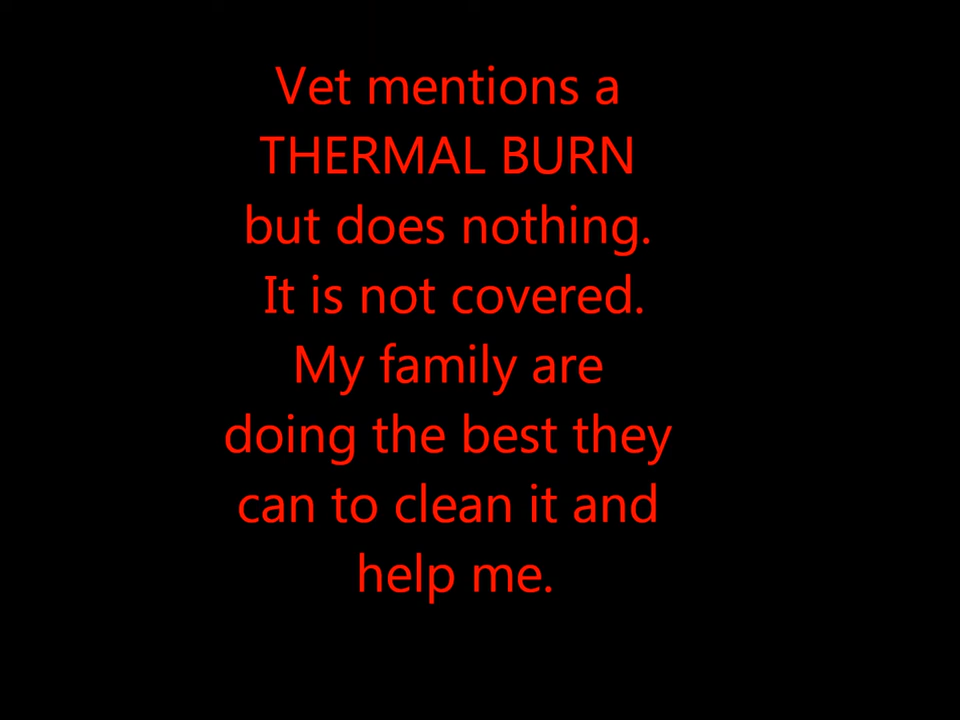 Vet mentions a
THERMAL BURN
but does nothing.
It is not covered.
My family are
doing the best they
can to clean it and
help me.